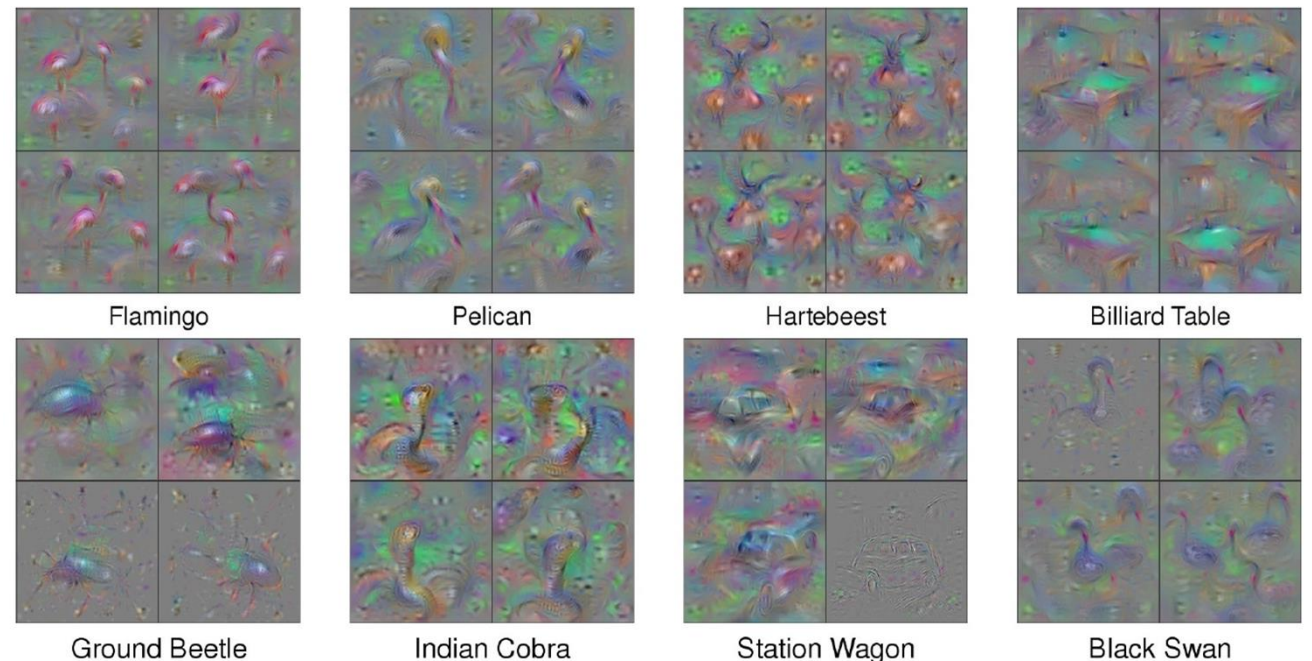 Flamingo
Pelican
Hartebeest
Billiard Table
Ground Beetle
Indian Cobra
Station Wagon
Black Swan